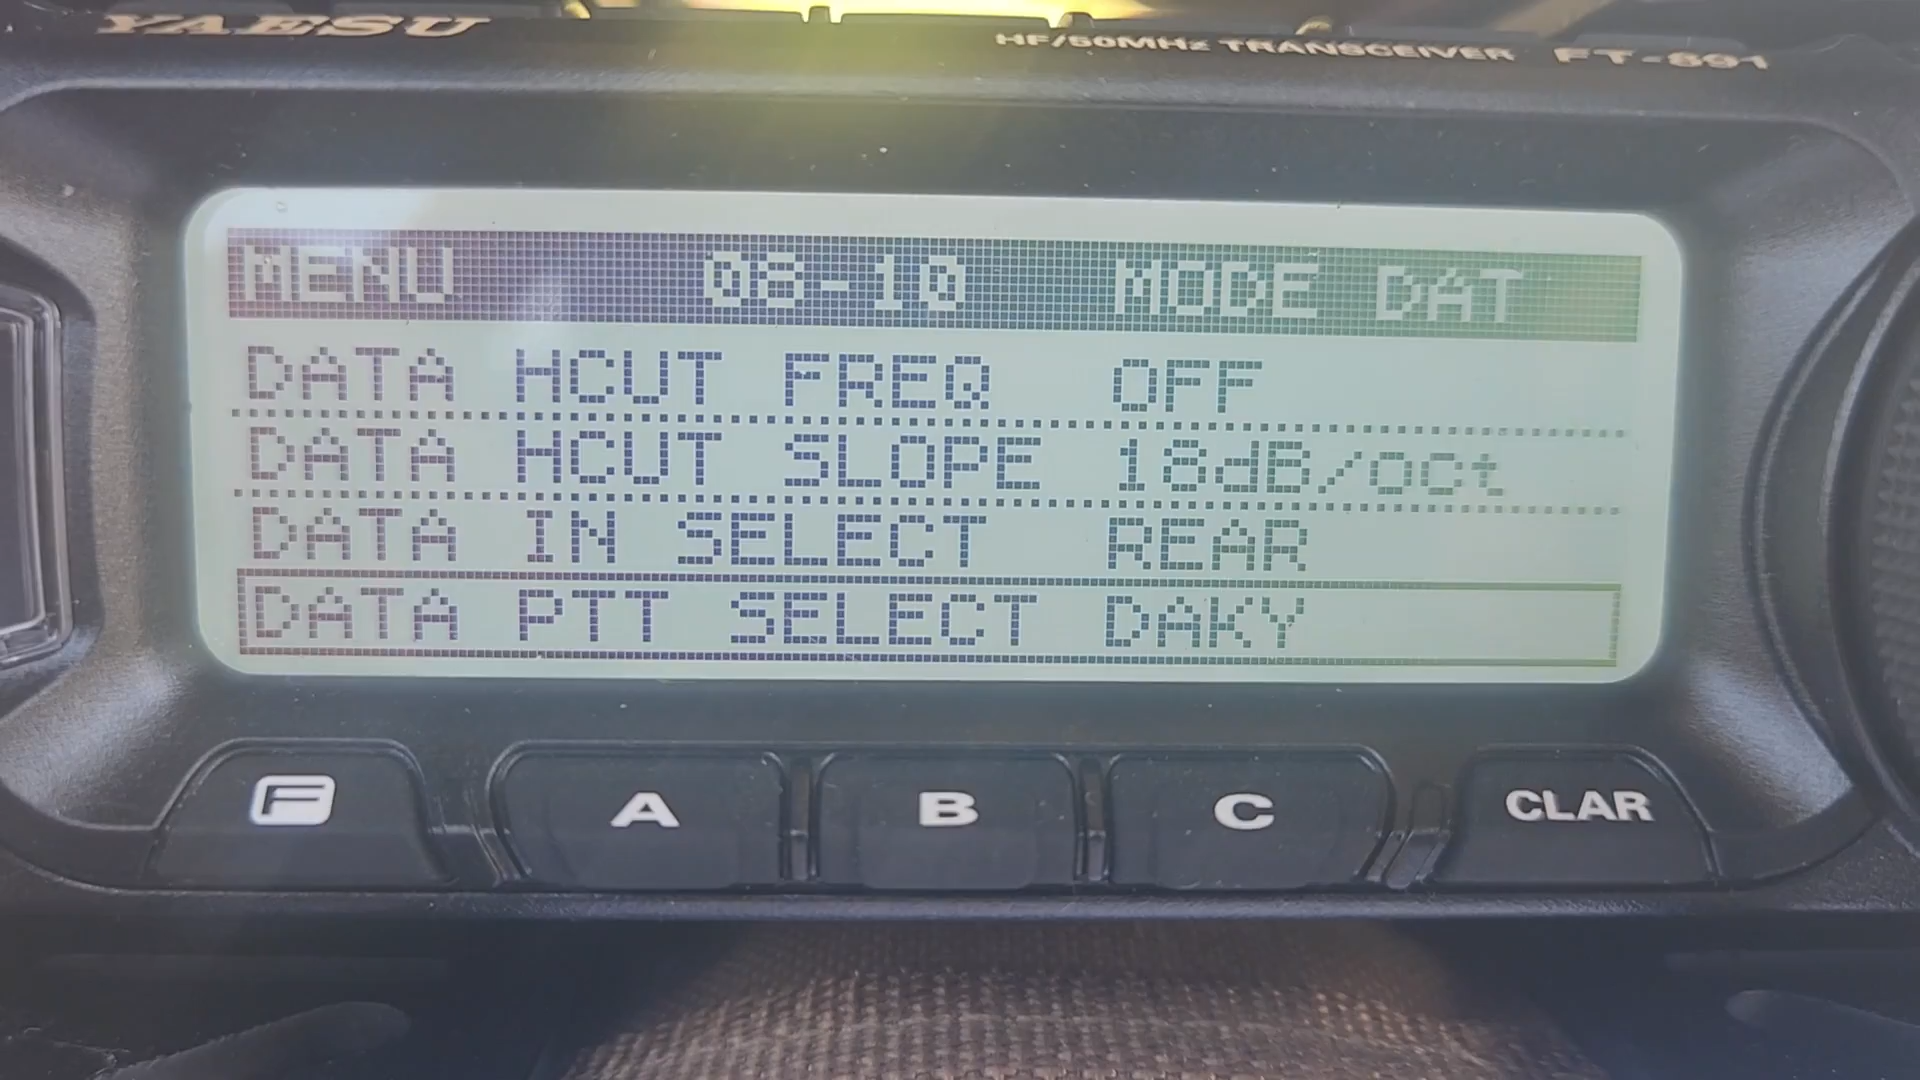 YAESU
HF/50MHz TRANSCEIVER FT-891
MENU 08-10 MODE DAT
DATA HCUT FREQ OFF
DATA HCUT SLOPE 18dB/oct
DATA IN SELECT REAR
DATA PTT SELECT DAKY
F A B C CLAR